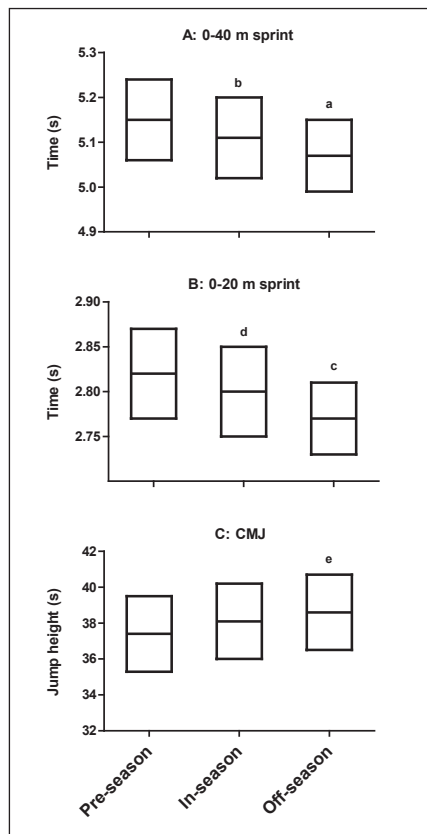 A: 0-40 m sprint
5.3
5.2
5.1
5.0
4.9
Time (s)
b
a
B: 0-20 m sprint
2.90
2.85
2.80
2.75
Time (s)
d
c
C: CMJ
42
40
38
36
34
32
Jump height (s)
e
Pre-season
In-season
Off-season